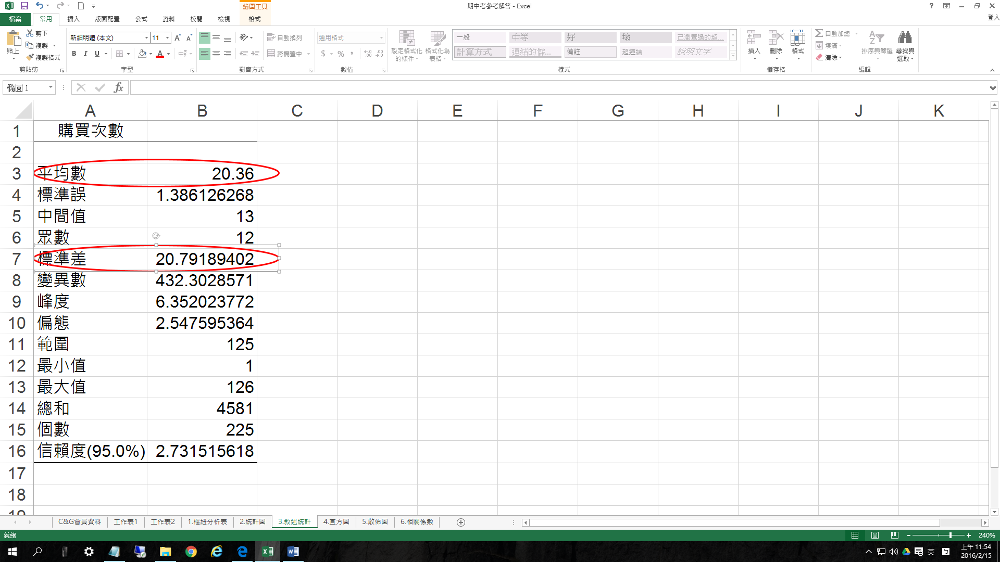 繪圖工具
期中考參考解答 - Excel
登入
檔案 常用 插入 版面配置 公式 資料 校閱 檢視 格式
貼上 剪下 複製 複製格式
剪貼簿
新細明體 (本文) 11
B I U A
字型
自動換列
跨欄置中
對齊方式
通用格式
$ % ,
數值
設定格式化的條件
格式化為表格
一般 中等 好 壞 已瀏覽過的超...
計算方式 連結的儲... 備註 超連結 說明文字
樣式
插入 刪除 格式
儲存格
自動加總
填滿
清除
排序與篩選
尋找與選取
編輯
橢圓 1
fx
A B C D E F G H I J K
1 購買次數
2
3 平均數 20.36
4 標準誤 1.386126268
5 中間值 13
6 眾數 12
7 標準差 20.79189402
8 變異數 432.3028571
9 峰度 6.352023772
10 偏態 2.547595364
11 範圍 125
12 最小值 1
13 最大值 126
14 總和 4581
15 個數 225
16 信賴度(95.0%) 2.731515618
17
18
19
C&G會員資料 工作表1 工作表2 1.樞紐分析表 2.統計圖 3.敘述統計 4.直方圖 5.散佈圖 6.相關係數
就緒
240%
英
上午 11:54
2016/2/15